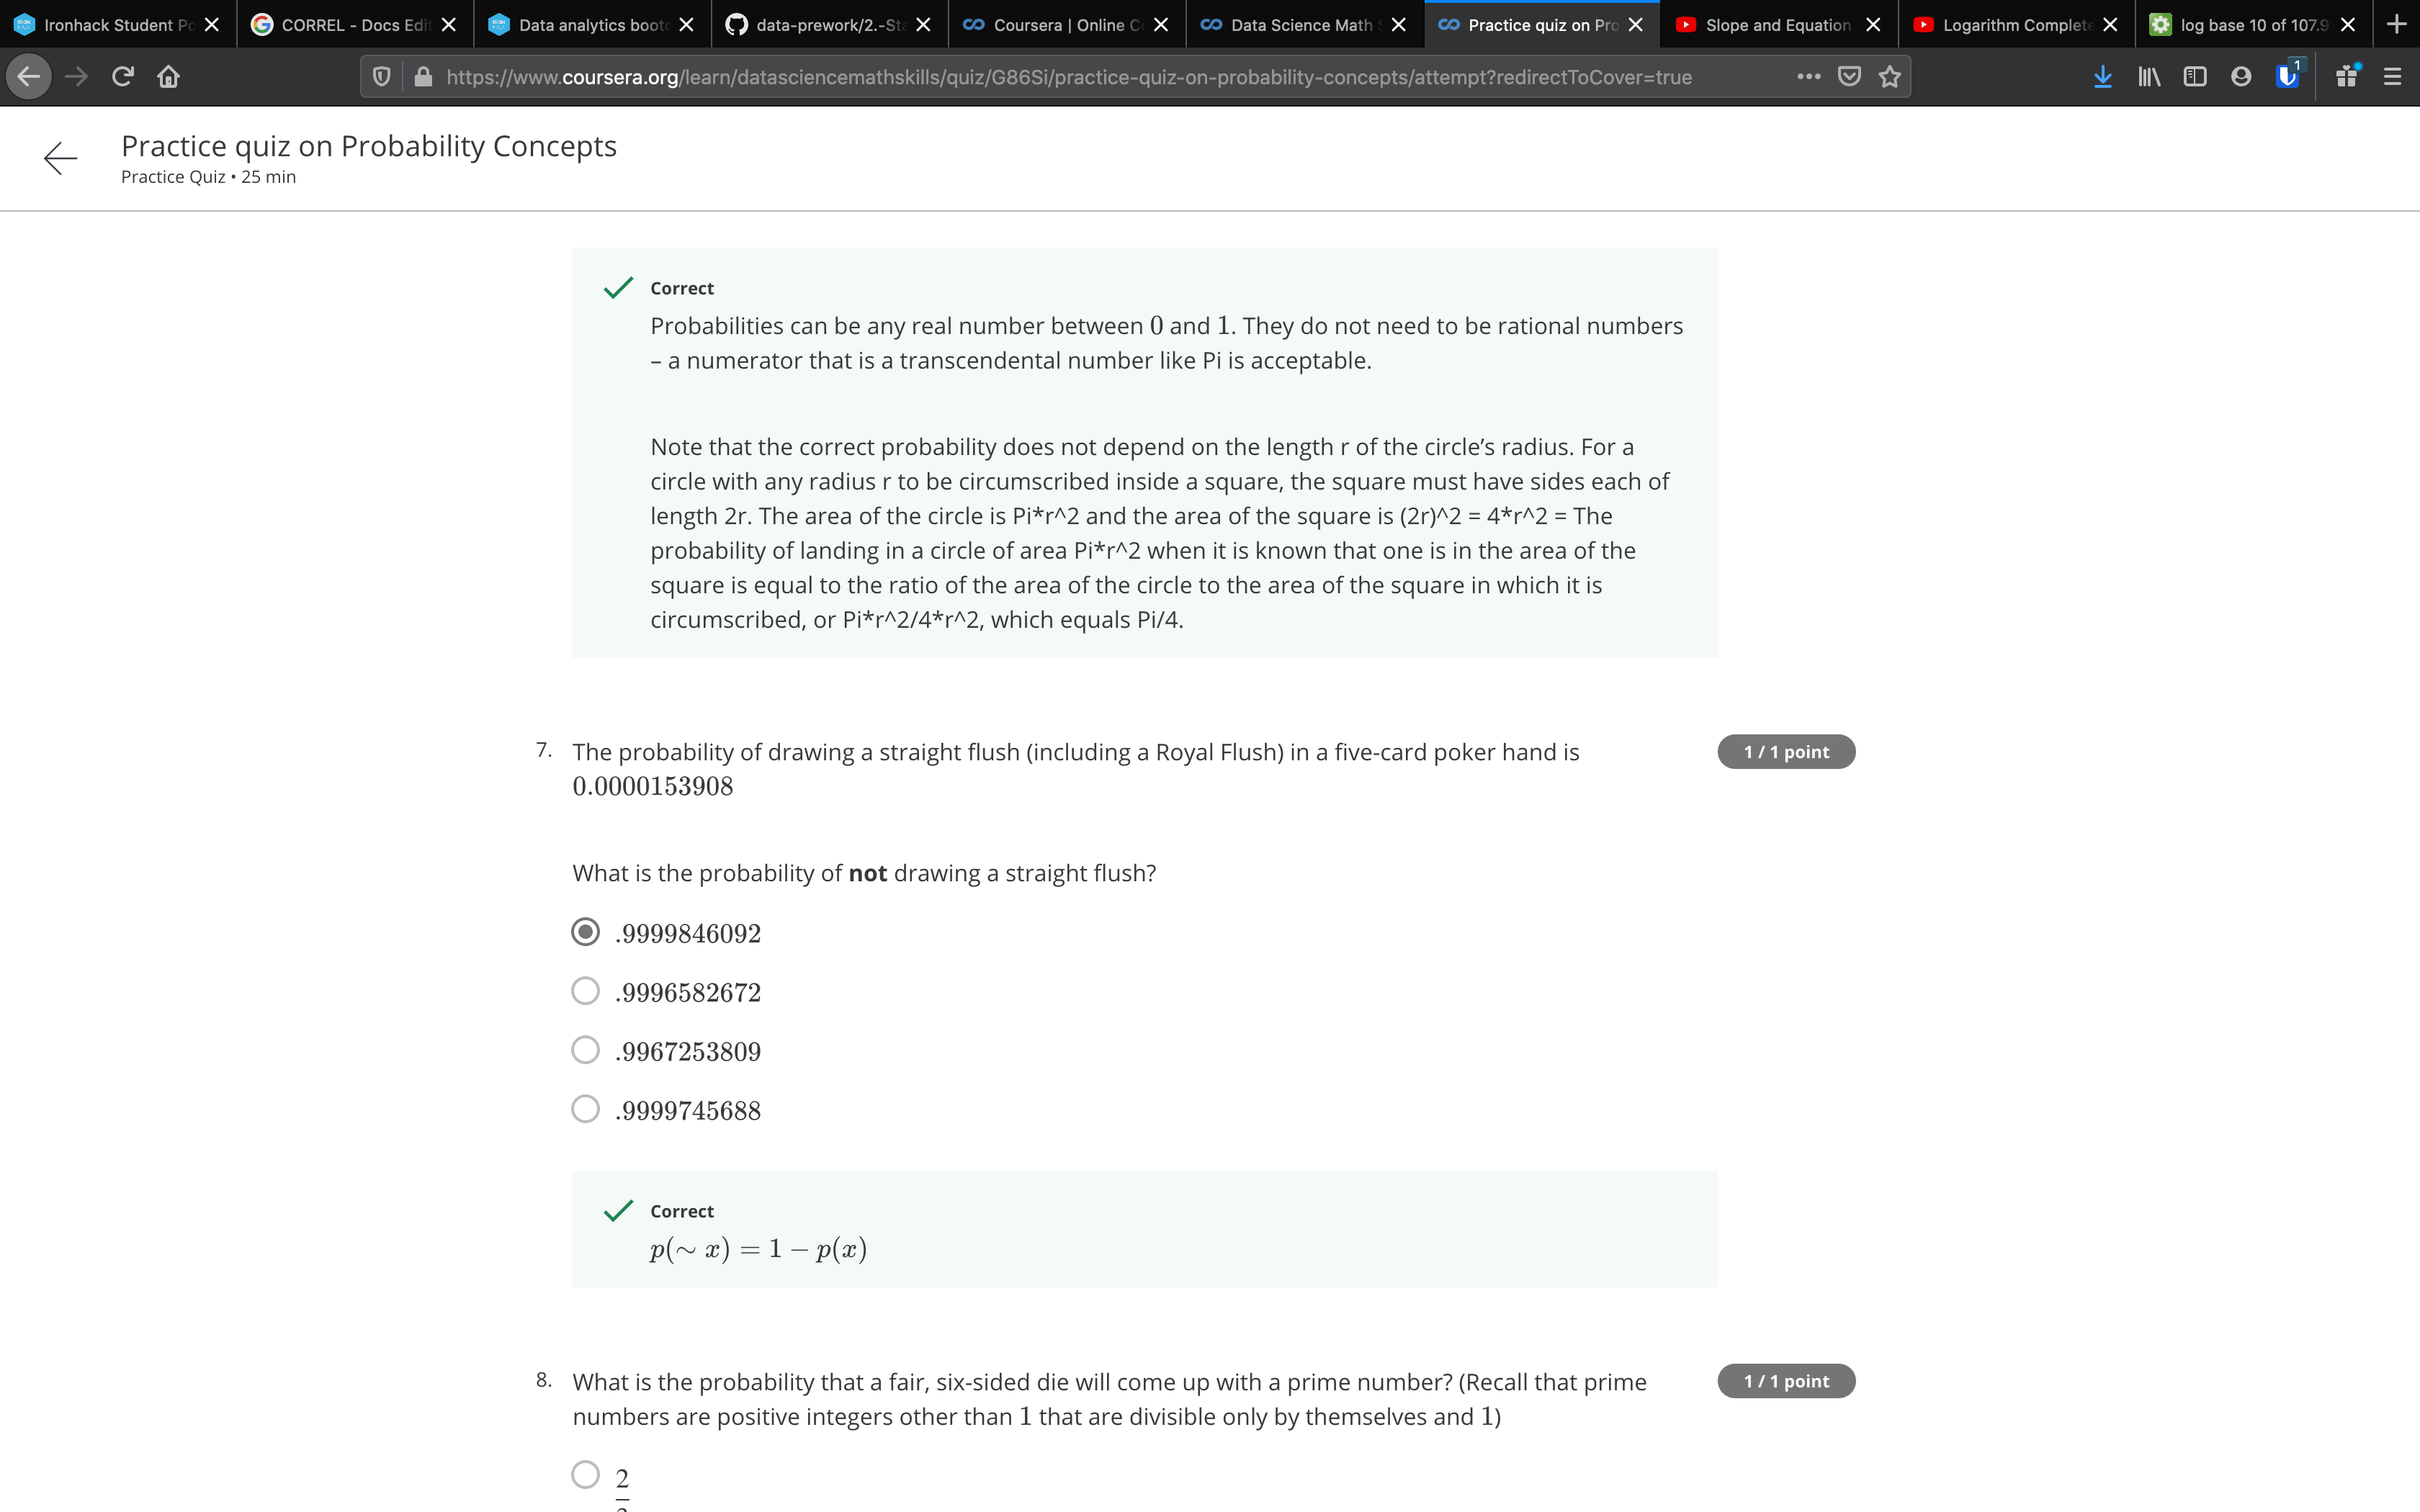 Ironhack Student Po
CORREL - Docs Edit
Data analytics bootc
data-prework/2.-Sta
Coursera | Online Co
Data Science Math S
Practice quiz on Pro
Slope and Equation
Logarithm Complete
log base 10 of 107.9
https://www.coursera.org/learn/datasciencemathskills/quiz/G86Si/practice-quiz-on-probability-concepts/attempt?redirectToCover=true
1
Practice quiz on Probability Concepts
Practice Quiz • 25 min
Correct
Probabilities can be any real number between 0 and 1. They do not need to be rational numbers
– a numerator that is a transcendental number like Pi is acceptable.
Note that the correct probability does not depend on the length r of the circle’s radius. For a
circle with any radius r to be circumscribed inside a square, the square must have sides each of
length 2r. The area of the circle is Pi*r^2 and the area of the square is (2r)^2 = 4*r^2 = The
probability of landing in a circle of area Pi*r^2 when it is known that one is in the area of the
square is equal to the ratio of the area of the circle to the area of the square in which it is
circumscribed, or Pi*r^2/4*r^2, which equals Pi/4.
7. The probability of drawing a straight flush (including a Royal Flush) in a five-card poker hand is
0.0000153908
1 / 1 point
What is the probability of not drawing a straight flush?
.9999846092
.9996582672
.9967253809
.9999745688
Correct
p(∼ x) = 1 − p(x)
8. What is the probability that a fair, six-sided die will come up with a prime number? (Recall that prime
numbers are positive integers other than 1 that are divisible only by themselves and 1)
1 / 1 point
2